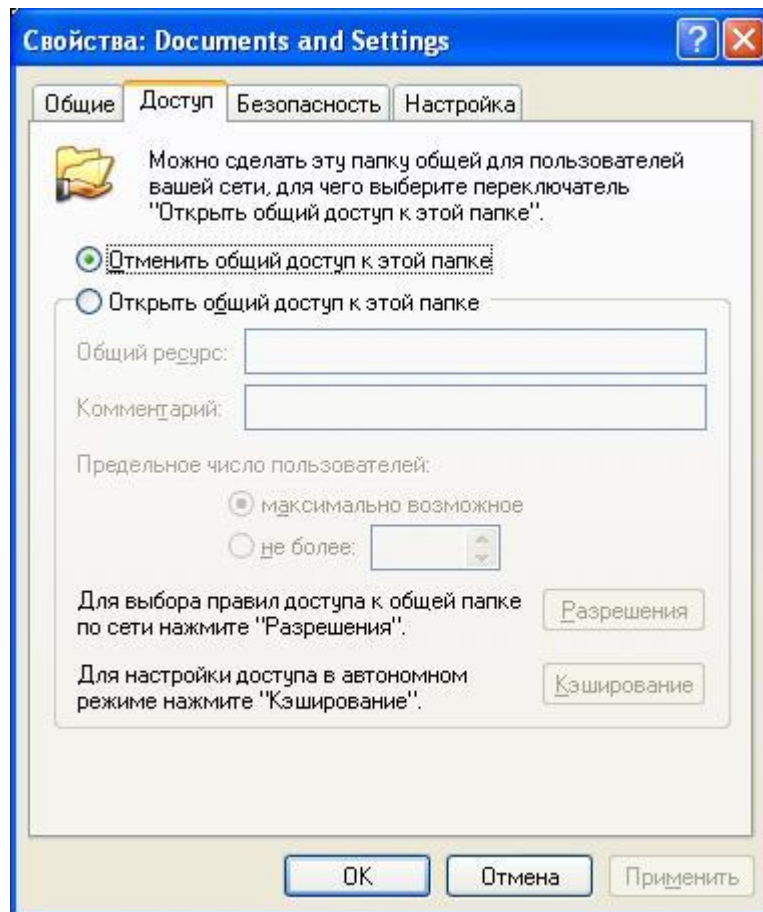 Свойства: Documents and Settings
Общие Доступ Безопасность Настройка
Можно сделать эту папку общей для пользователей
вашей сети, для чего выберите переключатель
"Открыть общий доступ к этой папке".
Отменить общий доступ к этой папке
Открыть общий доступ к этой папке
Общий ресурс:
Комментарий:
Предельное число пользователей:
максимально возможное
не более:
Для выбора правил доступа к общей папке
по сети нажмите "Разрешения".
Разрешения
Для настройки доступа в автономном
режиме нажмите "Кэширование".
Кэширование
ОК Отмена Применить